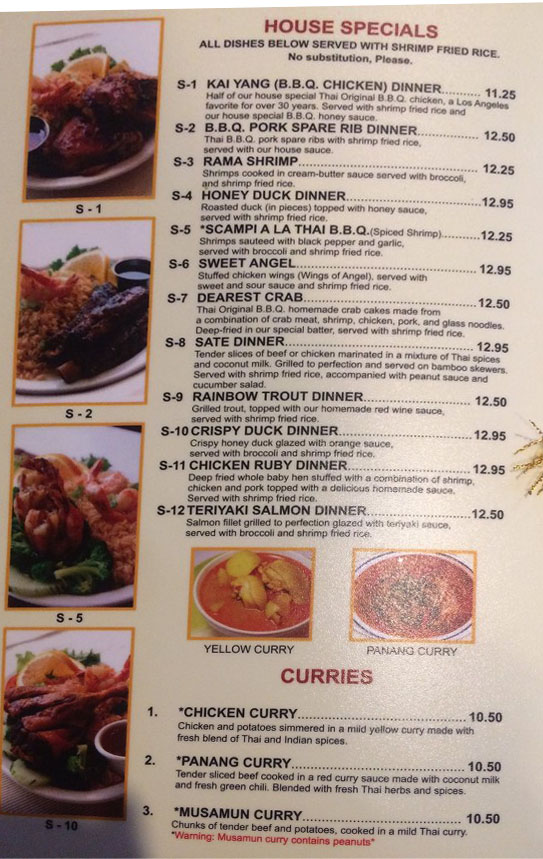 HOUSE SPECIALS
ALL DISHES BELOW SERVED WITH SHRIMP FRIED RICE.
No substitution, Please.
S-1 KAI YANG (B.B.Q. CHICKEN) DINNER.............. 11.25
Half of our house special Thai Original B.B.Q. chicken, a Los Angeles
favorite for over 30 years. Served with shrimp fried rice and
our house special B.B.Q. honey sauce.
S-2 B.B.Q. PORK SPARE RIB DINNER.................. 12.50
Thai B.B.Q. pork spare ribs with shrimp fried rice,
served with our house sauce.
S-3 RAMA SHRIMP.................. 12.25
Shrimps cooked in cream-butter sauce served with broccoli,
and shrimp fried rice.
S-4 HONEY DUCK DINNER.................. 12.95
Roasted duck (in pieces) topped with honey sauce,
served with shrimp fried rice.
S-5 *SCAMPI A LA THAI B.B.Q.(Spiced Shrimp)........... 12.25
Shrimps sauteed with black pepper and garlic,
served with broccoli and shrimp fried rice.
S-6 SWEET ANGEL.................. 12.95
Stuffed chicken wings (Wings of Angel), served with
sweet and sour sauce and shrimp fried rice.
S-7 DEAREST CRAB.................. 12.50
Thai Original B.B.Q. homemade crab cakes made from
a combination of crab meat, shrimp, chicken, pork, and glass noodles.
Deep-fried in our special batter, served with shrimp fried rice.
S-8 SATE DINNER.................. 12.95
Tender slices of beef or chicken marinated in a mixture of Thai spices
and coconut milk. Grilled to perfection and served on bamboo skewers.
Served with shrimp fried rice, accompanied with peanut sauce and
cucumber salad.
S-9 RAINBOW TROUT DINNER.................. 12.50
Grilled trout, topped with our homemade red wine sauce,
served with shrimp fried rice.
S-10 CRISPY DUCK DINNER.................. 12.95
Crispy honey duck glazed with orange sauce,
served with broccoli and shrimp fried rice.
S-11 CHICKEN RUBY DINNER.................. 12.95
Deep fried whole baby hen stuffed with a combination of shrimp,
chicken and pork topped with a delicious homemade sauce.
Served with shrimp fried rice.
S-12 TERIYAKI SALMON DINNER.................. 12.50
Salmon fillet grilled to perfection glazed with teriyaki sauce,
served with broccoli and shrimp fried rice.
S - 1
S - 2
S - 5
S - 10
YELLOW CURRY
PANANG CURRY
CURRIES
1. *CHICKEN CURRY.................. 10.50
Chicken and potatoes simmered in a mild yellow curry made with
fresh blend of Thai and Indian spices.
2. *PANANG CURRY.................. 10.50
Tender sliced beef cooked in a red curry sauce made with coconut milk
and fresh green chili. Blended with fresh Thai herbs and spices.
3. *MUSAMUN CURRY.................. 10.50
Chunks of tender beef and potatoes, cooked in a mild Thai curry.
*Warning: Musamun curry contains peanuts*